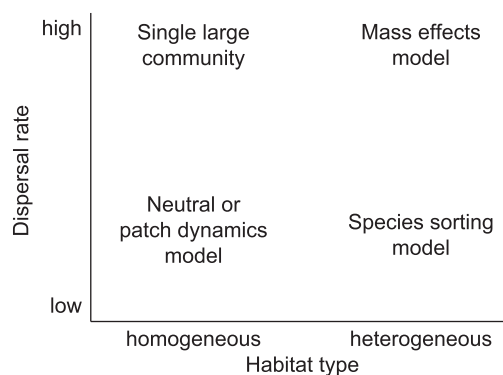 high
Single large
community
Mass effects
model
Dispersal rate
Neutral or
patch dynamics
model
Species sorting
model
low
homogeneous
heterogeneous
Habitat type